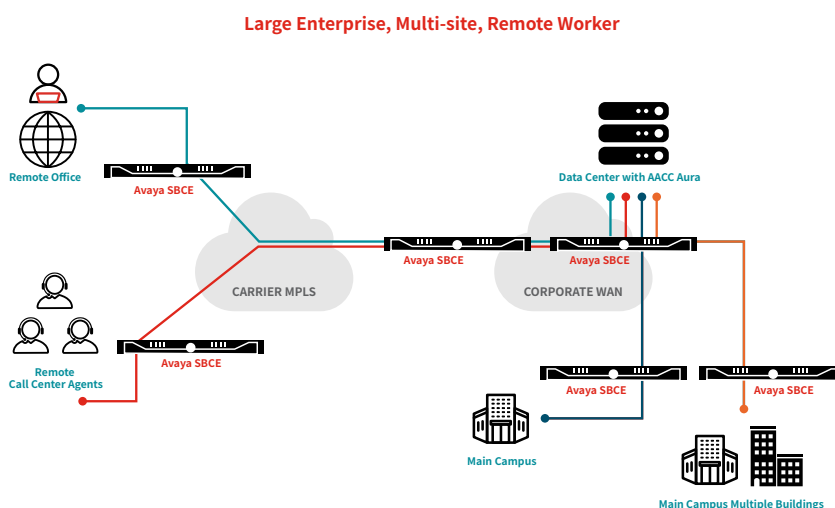 Large Enterprise, Multi-site, Remote Worker
Remote Office
Avaya SBCE
Data Center with AACC Aura
Avaya SBCE
Avaya SBCE
CARRIER MPLS
CORPORATE WAN
Avaya SBCE
Remote
Call Center Agents
Avaya SBCE
Avaya SBCE
Main Campus
Main Campus Multiple Buildings